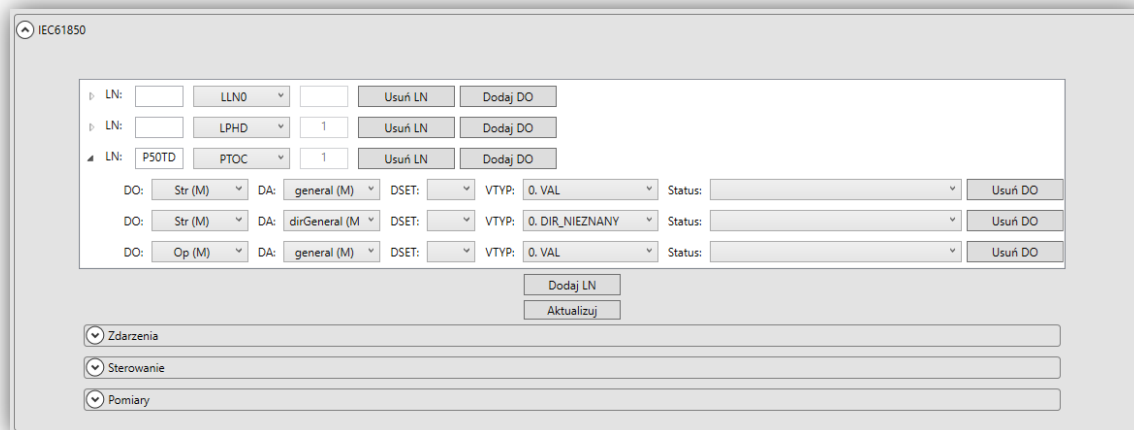 IEC61850
LN: LLN0 Usuń LN Dodaj DO
LN: LPHD 1 Usuń LN Dodaj DO
LN: P50TD PTOC 1 Usuń LN Dodaj DO
DO: Str (M) DA: general (M) DSET: VTYP: 0. VAL Status: Usuń DO
DO: Str (M) DA: dirGeneral (M DSET: VTYP: 0. DIR_NIEZNANY Status: Usuń DO
DO: Op (M) DA: general (M) DSET: VTYP: 0. VAL Status: Usuń DO
Dodaj LN
Aktualizuj
Zdarzenia
Sterowanie
Pomiary